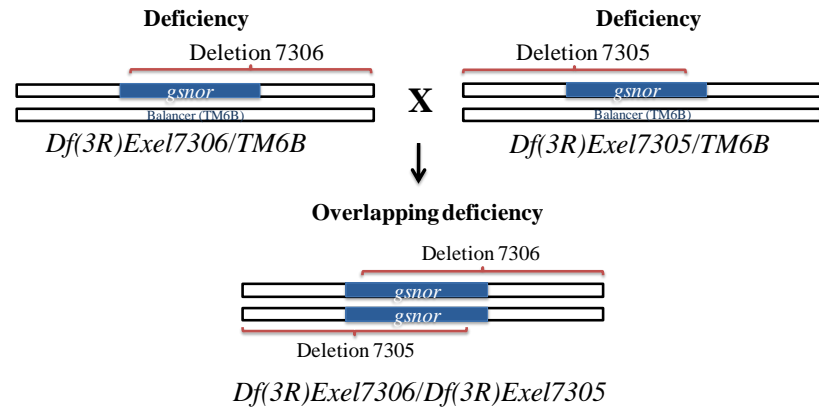 Deficiency
Deletion 7306
gsnor
Balancer (TM6B)
Df(3R)Exel7306/TM6B
X
Deficiency
Deletion 7305
gsnor
Balancer (TM6B)
Df(3R)Exel7305/TM6B
Overlapping deficiency
Deletion 7306
gsnor
gsnor
Deletion 7305
Df(3R)Exel7306/Df(3R)Exel7305